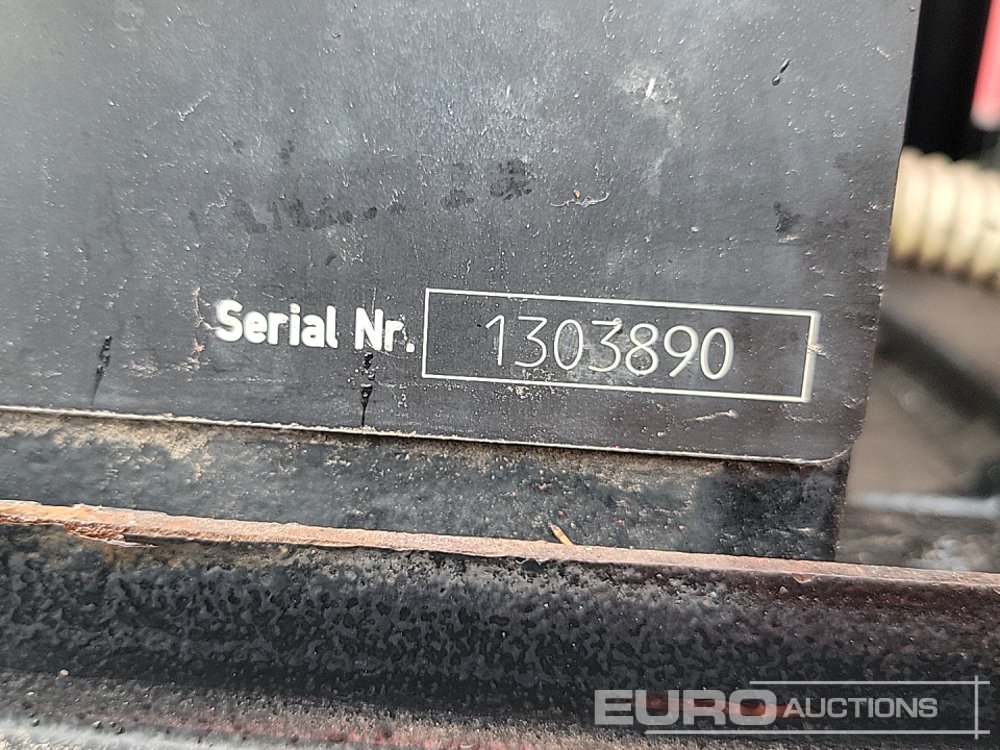 Serial Nr. 1303890
EURO AUCTIONS